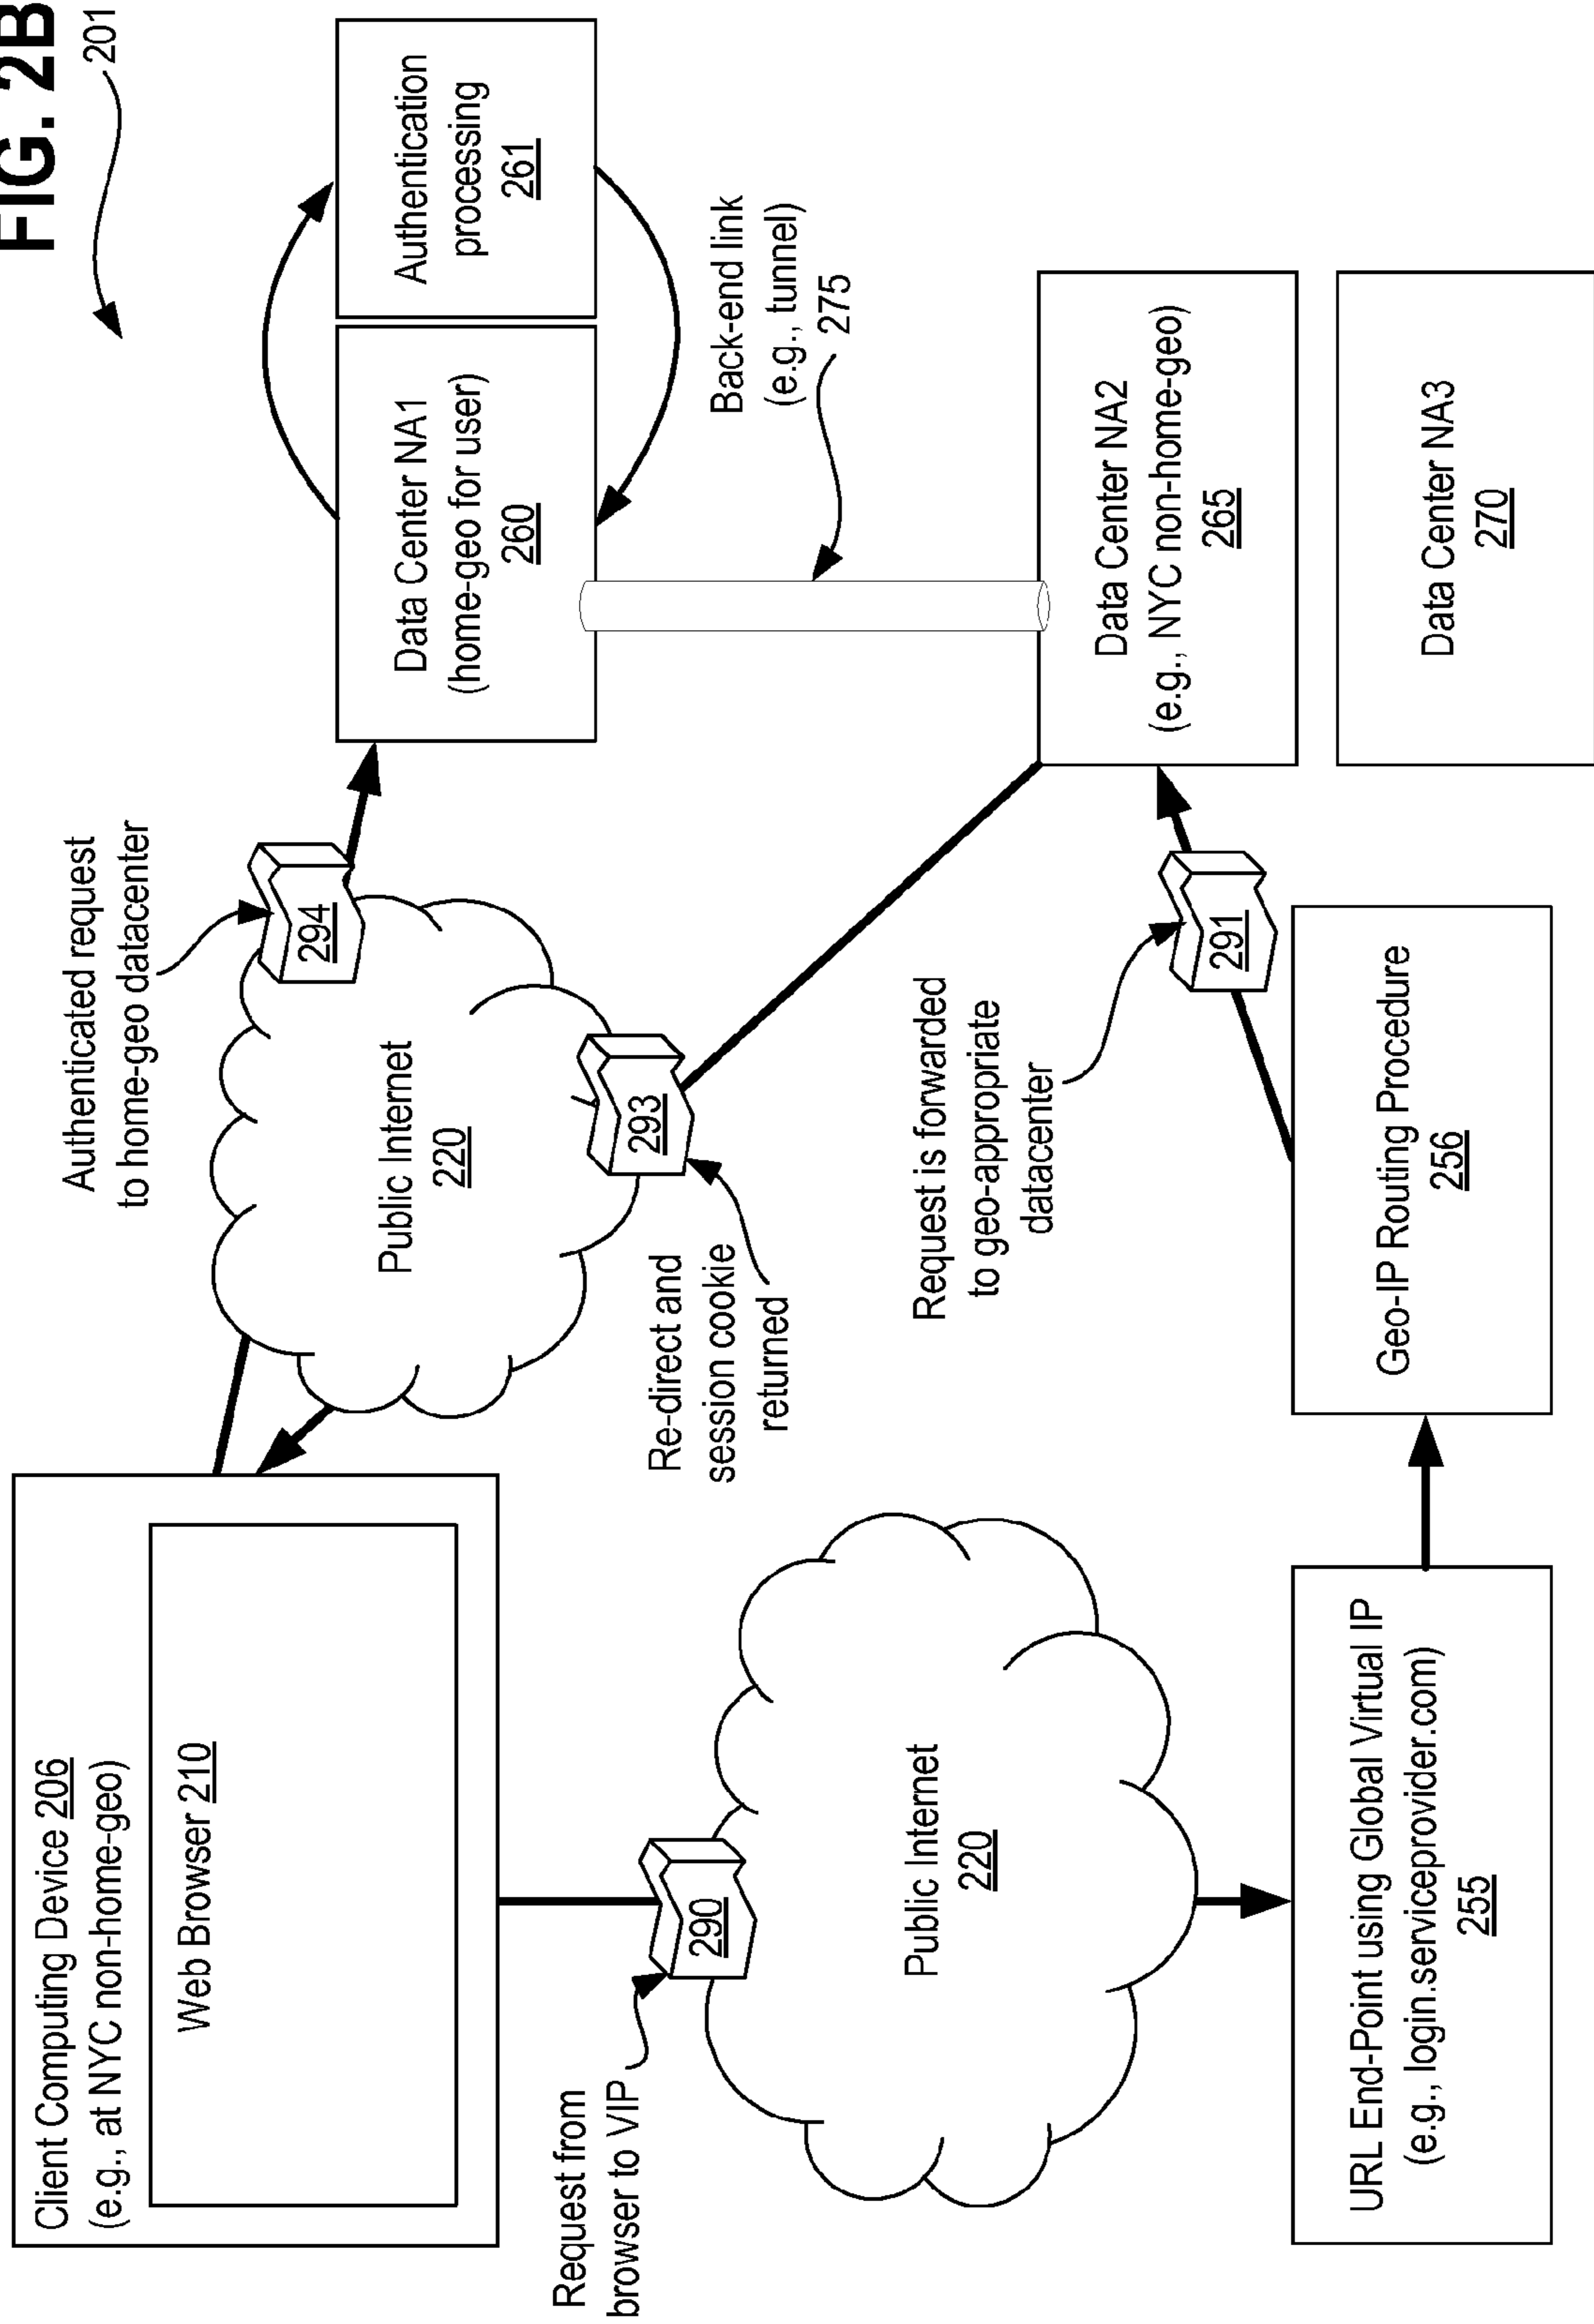 FIG. 2B
201
Client Computing Device 206
(e.g., at NYC non-home-geo)
Web Browser 210
Authenticated request
to home-geo datacenter
294
Public Internet
220
293
Re-direct and
session cookie
returned
Data Center NA1
(home-geo for user)
260
Authentication
processing
261
Back-end link
(e.g., tunnel)
275
Request from
browser to VIP
290
Public Internet
220
Request is forwarded
to geo-appropriate
datacenter
291
Data Center NA2
(e.g., NYC non-home-geo)
265
URL End-Point using Global Virtual IP
(e.g., login.serviceprovider.com)
255
Geo-IP Routing Procedure
256
Data Center NA3
270